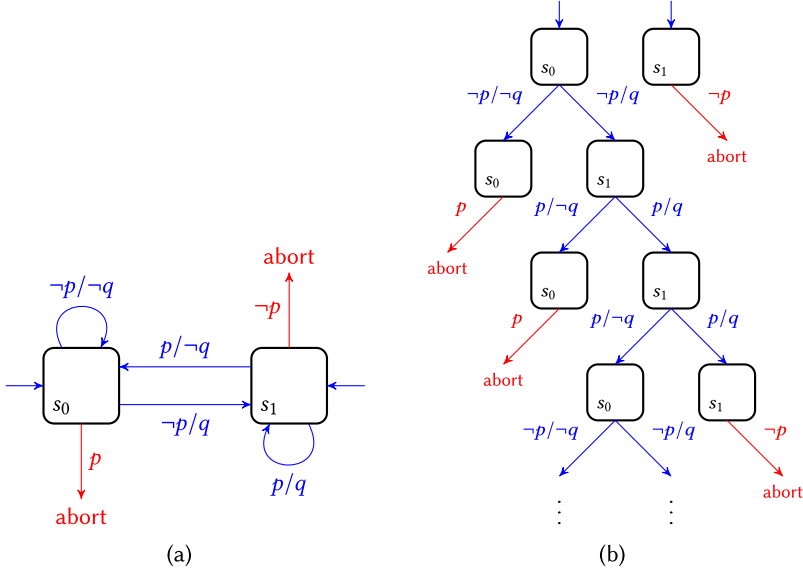 s₀ s₁
¬p/¬q ¬p/q ¬p
abort
s₀ s₁
p p/¬q p/q
abort
s₀ s₁
p p/¬q p/q
abort
s₀ s₁
¬p/¬q ¬p/q ¬p
abort
⋮ ⋮
(b)
abort
¬p/¬q ¬p
p/¬q
s₀ s₁
¬p/q
p p/q
abort
(a)